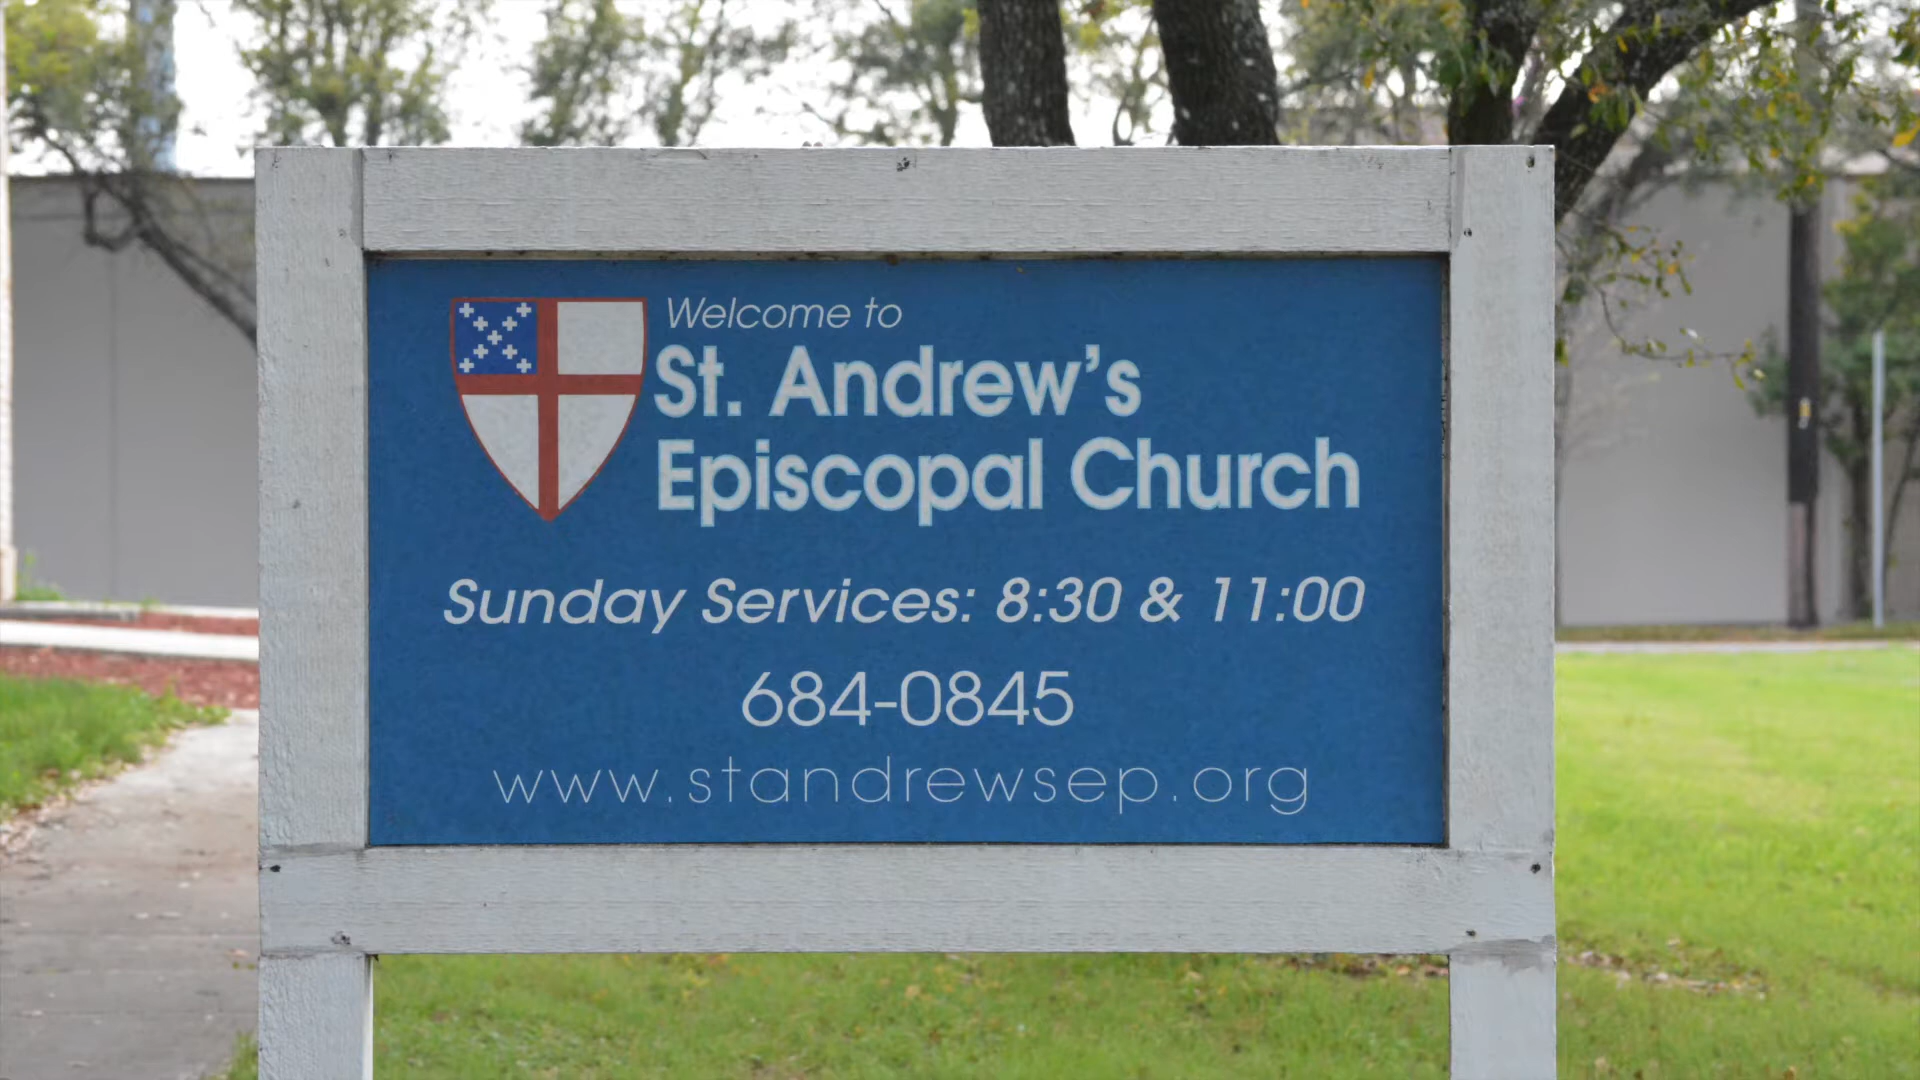 Welcome to
St. Andrew's
Episcopal Church
Sunday Services: 8:30 & 11:00
684-0845
www.standrewsep.org